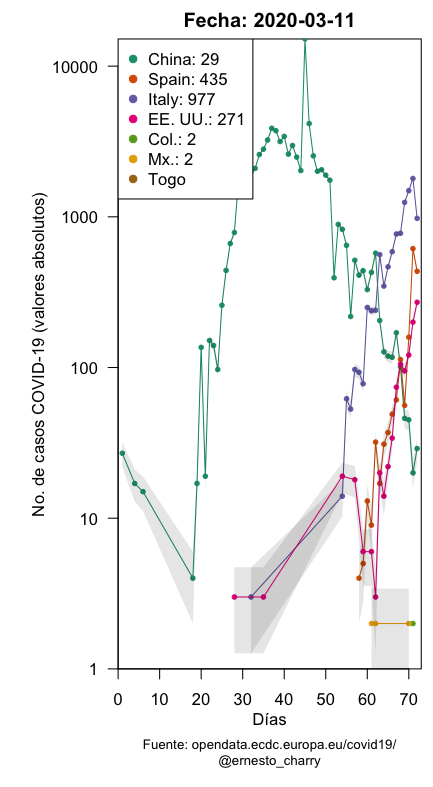 Fecha: 2020-03-11
China: 29
Spain: 435
Italy: 977
EE. UU.: 271
Col.: 2
Mx.: 2
Togo
No. de casos COVID-19 (valores absolutos)
10000
1000
100
10
1
0 10 20 30 40 50 60 70
Días
Fuente: opendata.ecdc.europa.eu/covid19/
@ernesto_charry